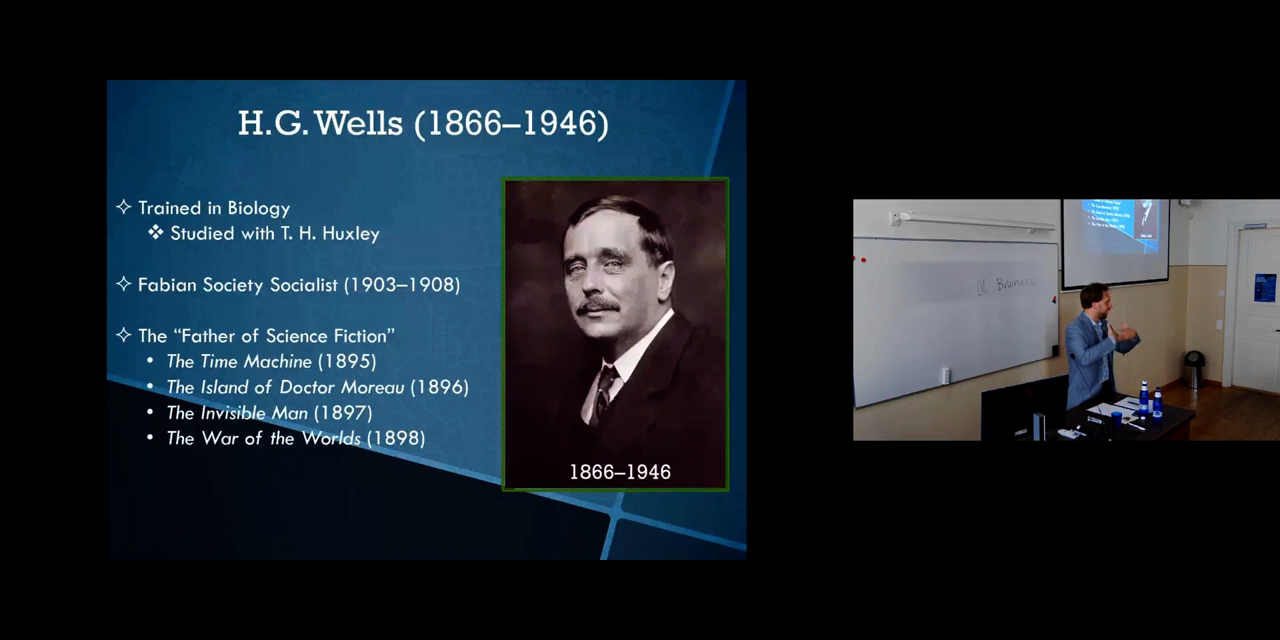 H.G. Wells (1866–1946)
Trained in Biology
Studied with T. H. Huxley
Fabian Society Socialist (1903–1908)
The “Father of Science Fiction”
The Time Machine (1895)
The Island of Doctor Moreau (1896)
The Invisible Man (1897)
The War of the Worlds (1898)
1866–1946